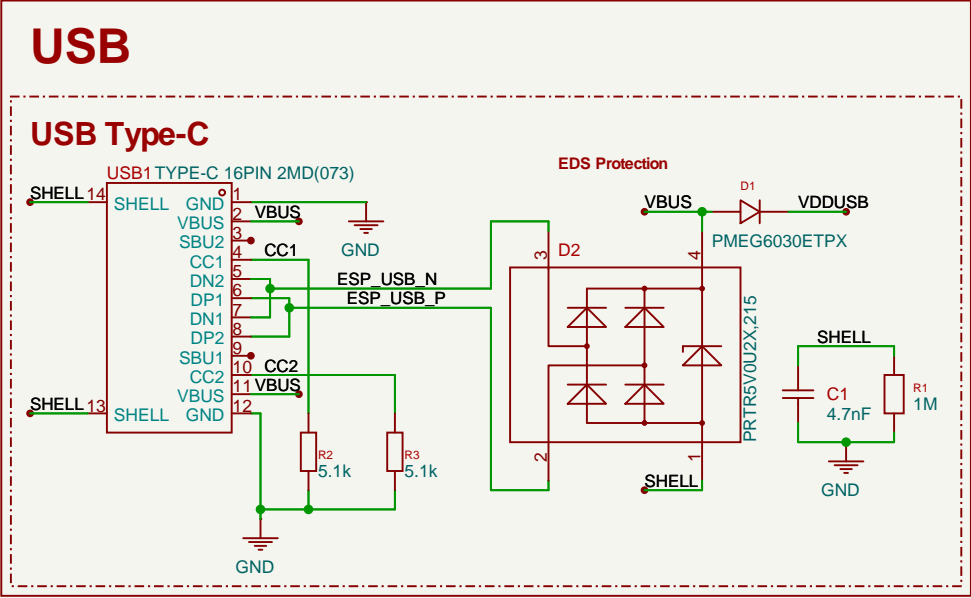 USB
USB Type-C
EDS Protection
USB1 TYPE-C 16PIN 2MD(073)
SHELL 14
SHELL
GND 1
VBUS 2 VBUS
SBU2 3
CC1 4 CC1
DN2 5
DP1 6
DN1 7
DP2 8
SBU1 9
CC2 10 CC2
VBUS 11 VBUS
SHELL 13
SHELL
GND 12
GND
ESP_USB_N
ESP_USB_P
R2
5.1k
R3
5.1k
GND
VBUS
D1
VDDUSB
PMEG6030ETPX
D2
3
4
2
1
PRTR5V0U2X,215
SHELL
SHELL
C1
4.7nF
R1
1M
GND